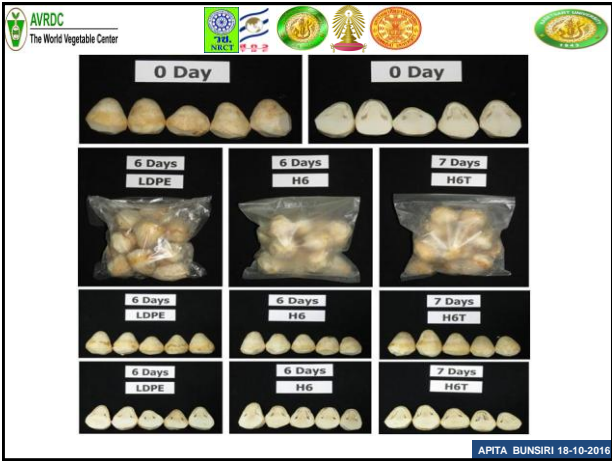 AVRDC
The World Vegetable Center
วช.
NRCT
0 Day
0 Day
6 Days
LDPE
6 Days
H6
7 Days
H6T
6 Days
LDPE
6 Days
H6
7 Days
H6T
6 Days
LDPE
6 Days
H6
7 Days
H6T
APITA BUNSIRI 18-10-2016